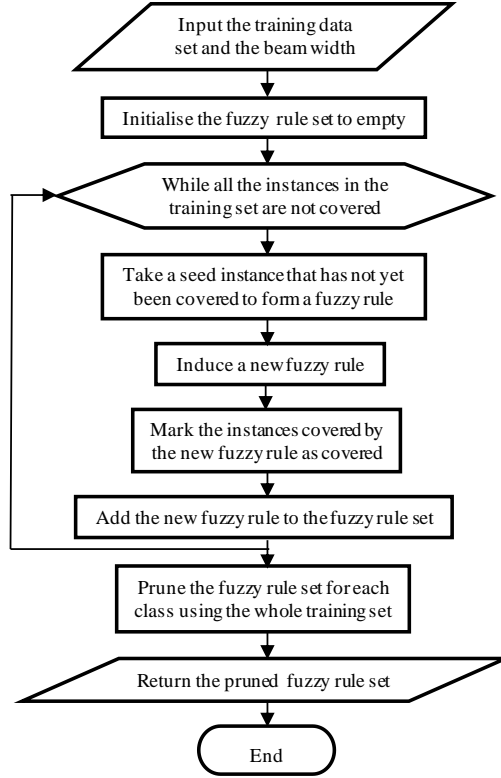 Input the training data
set and the beam width
Initialise the fuzzy rule set to empty
While all the instances in the
training set are not covered
Take a seed instance that has not yet
been covered to form a fuzzy rule
Induce a new fuzzy rule
Mark the instances covered by
the new fuzzy rule as covered
Add the new fuzzy rule to the fuzzy rule set
Prune the fuzzy rule set for each
class using the whole training set
Return the pruned fuzzy rule set
End